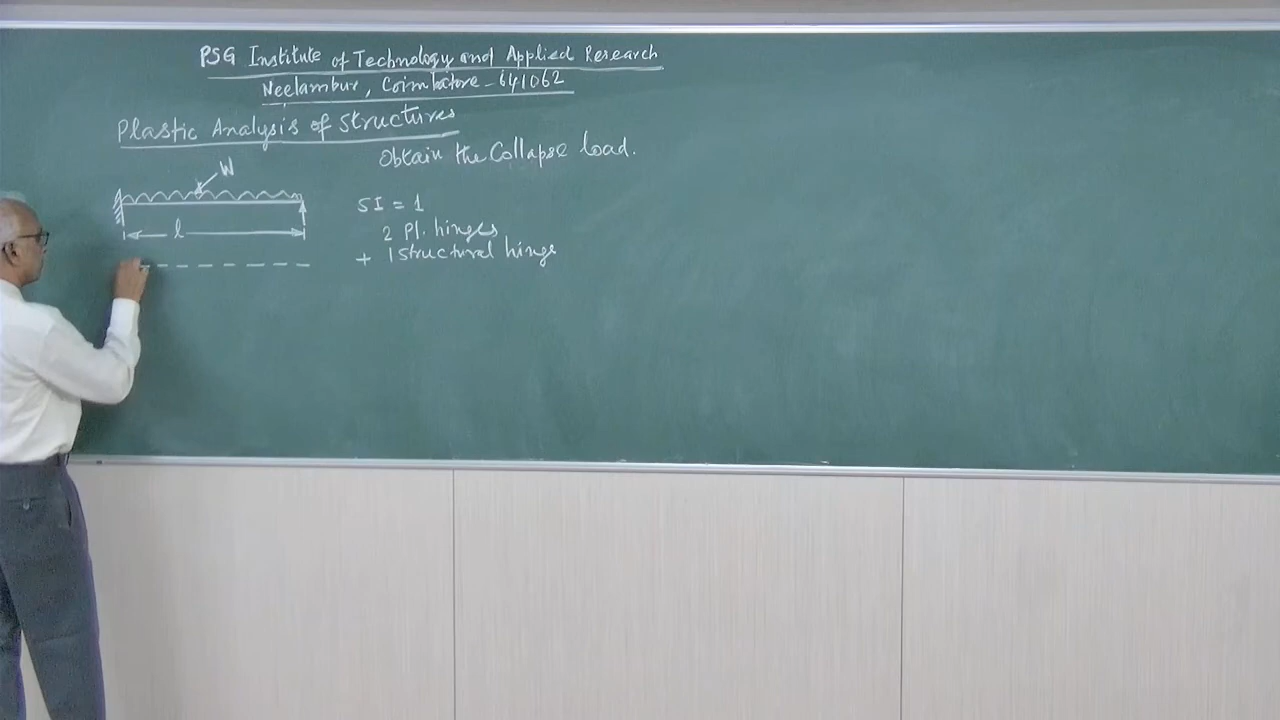 PSG Institute of Technology and Applied Research
Neelambur, Coimbatore - 641062
Plastic Analysis of Structures
Obtain the Collapse load.
W
l
SI = 1
2 Pl. hinges
+ 1 Structural hinge